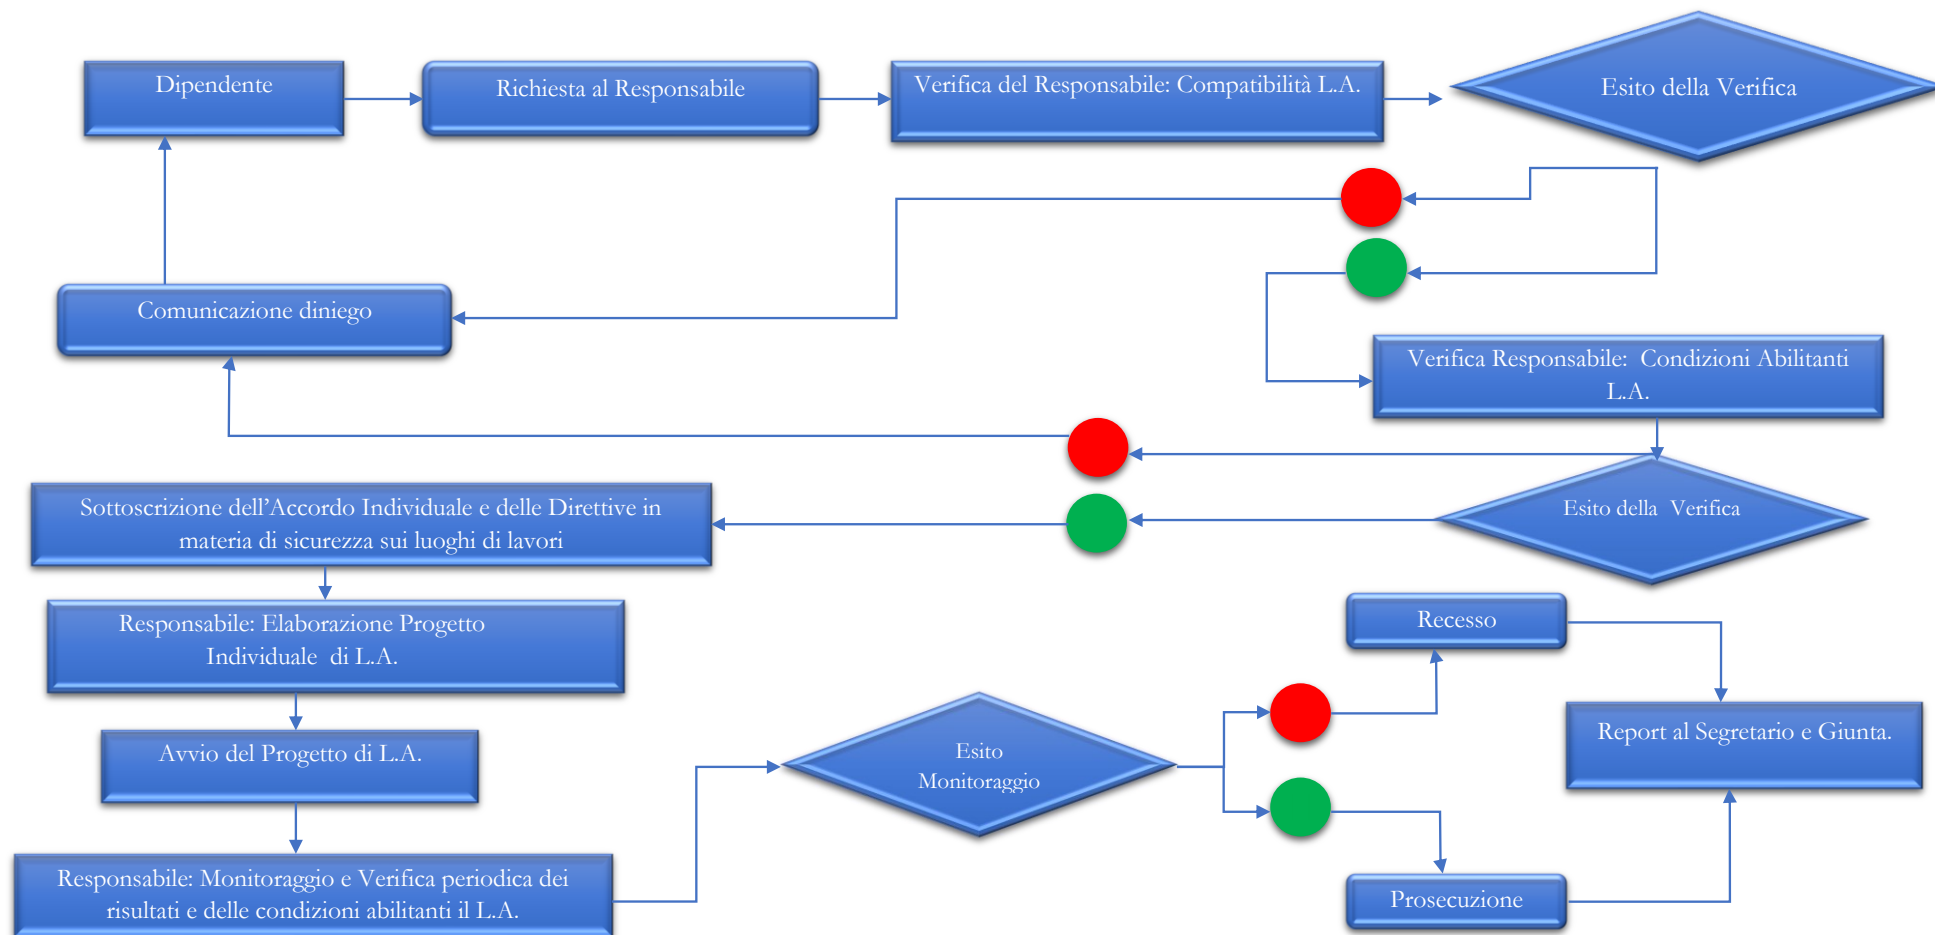 Dipendente
Richiesta al Responsabile
Verifica del Responsabile: Compatibilità L.A.
Esito della Verifica
Comunicazione diniego
Verifica Responsabile:  Condizioni Abilitanti
L.A.
Esito della  Verifica
Sottoscrizione dell’Accordo Individuale e delle Direttive in
materia di sicurezza sui luoghi di lavori
Responsabile: Elaborazione Progetto
Individuale  di L.A.
Recesso
Report al Segretario e Giunta.
Avvio del Progetto di L.A.
Esito
Monitoraggio
Responsabile: Monitoraggio e Verifica periodica dei
risultati e delle condizioni abilitanti il L.A.
Prosecuzione